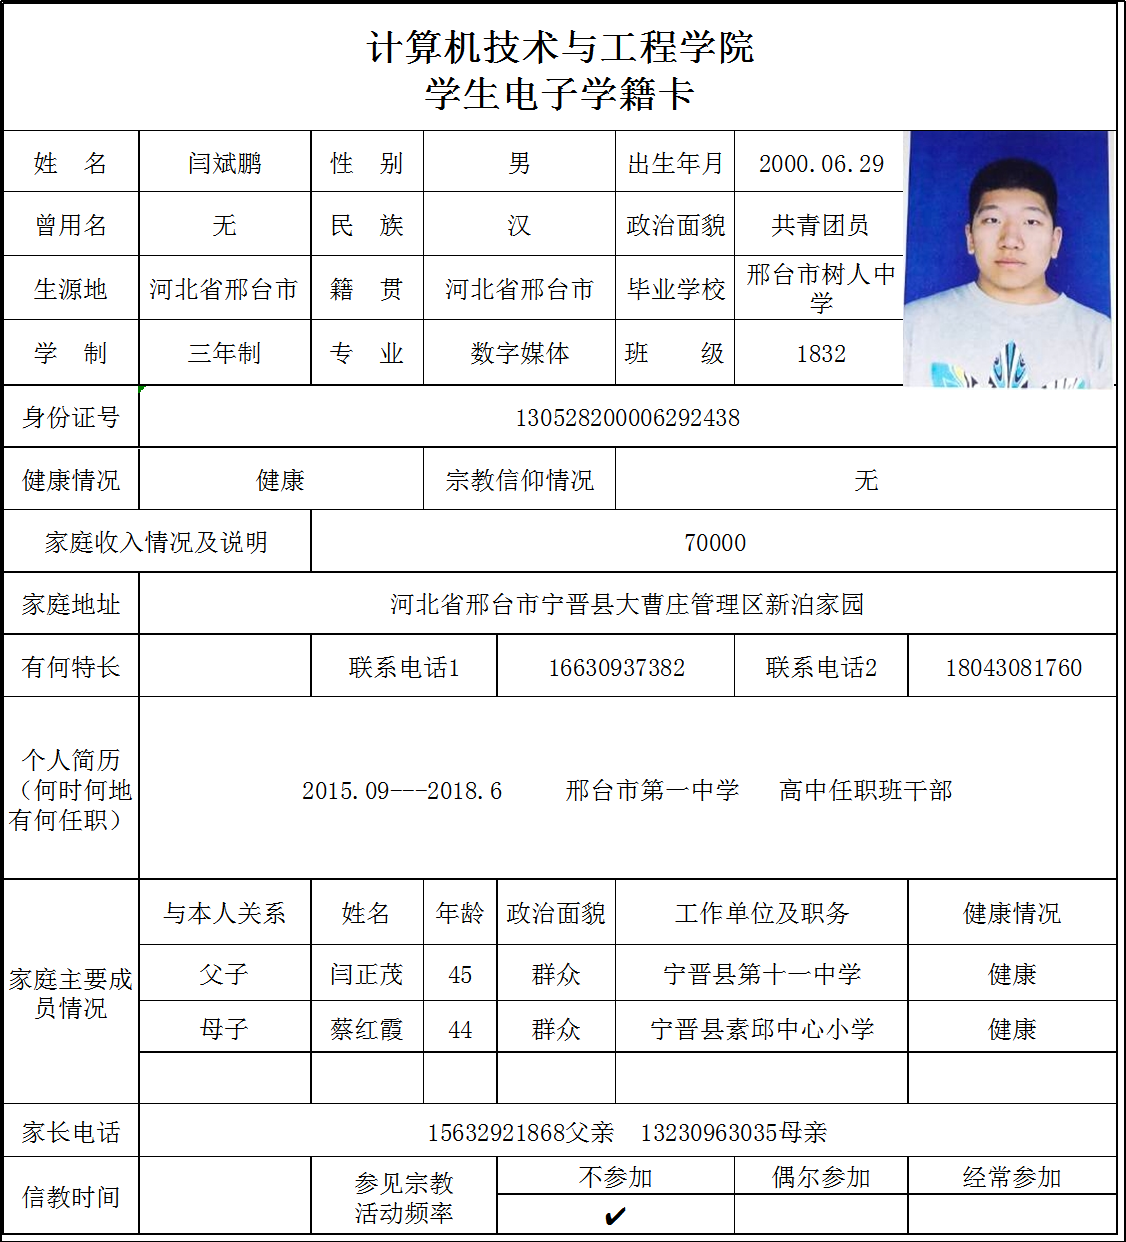 计算机技术与工程学院
学生电子学籍卡
姓 名 闫斌鹏 性 别 男 出生年月 2000.06.29
曾用名 无 民 族 汉 政治面貌 共青团员
生源地 河北省邢台市 籍 贯 河北省邢台市 毕业学校 邢台市树人中
学
学 制 三年制 专 业 数字媒体 班 级 1832
身份证号 130528200006292438
健康情况 健康 宗教信仰情况 无
家庭收入情况及说明 70000
家庭地址 河北省邢台市宁晋县大曹庄管理区新泊家园
有何特长 联系电话1 16630937382 联系电话2 18043081760
个人简历
（何时何地
有何任职）
2015.09---2018.6 邢台市第一中学 高中任职班干部
家庭主要成
员情况
与本人关系 姓名 年龄 政治面貌 工作单位及职务 健康情况
父子 闫正茂 45 群众 宁晋县第十一中学 健康
母子 蔡红霞 44 群众 宁晋县素邱中心小学 健康
家长电话 15632921868父亲 13230963035母亲
信教时间
参见宗教
活动频率
不参加 偶尔参加 经常参加
✔